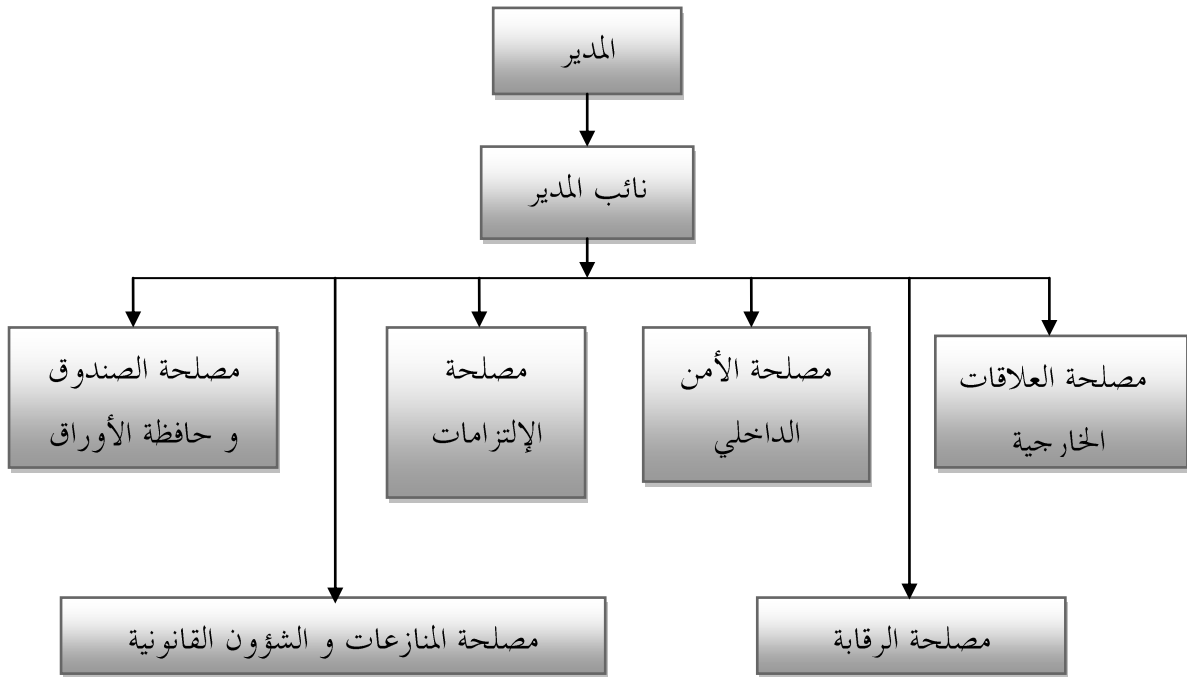 المدير
نائب المدير
مصلحة العلاقات
الخارجية
مصلحة الأمن
الداخلي
مصلحة
الإلتزامات
مصلحة الصندوق
و حافظة الأوراق
مصلحة الرقابة
مصلحة المنازعات و الشؤون القانونية